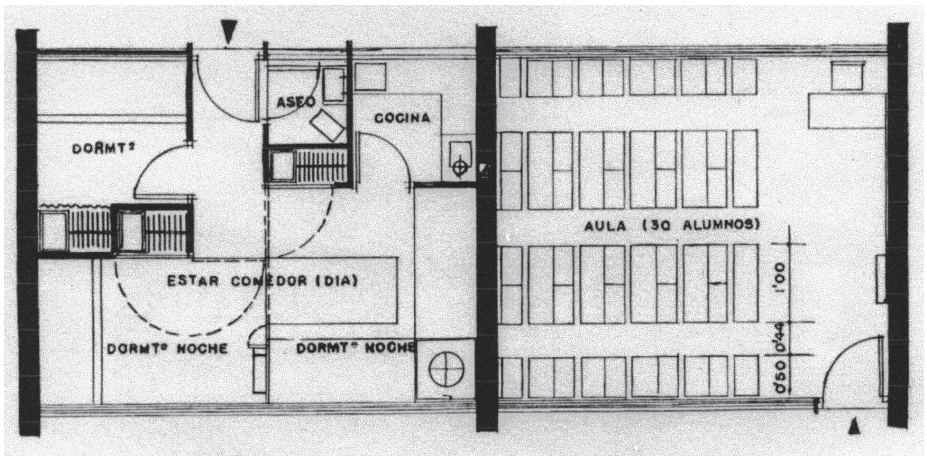 ASEO
COCINA
DORMTº
AULA (30 ALUMNOS)
ESTAR COMEDOR (DIA)
1'00
DORMTº NOCHE
DORMTº NOCHE
0'44
0'50